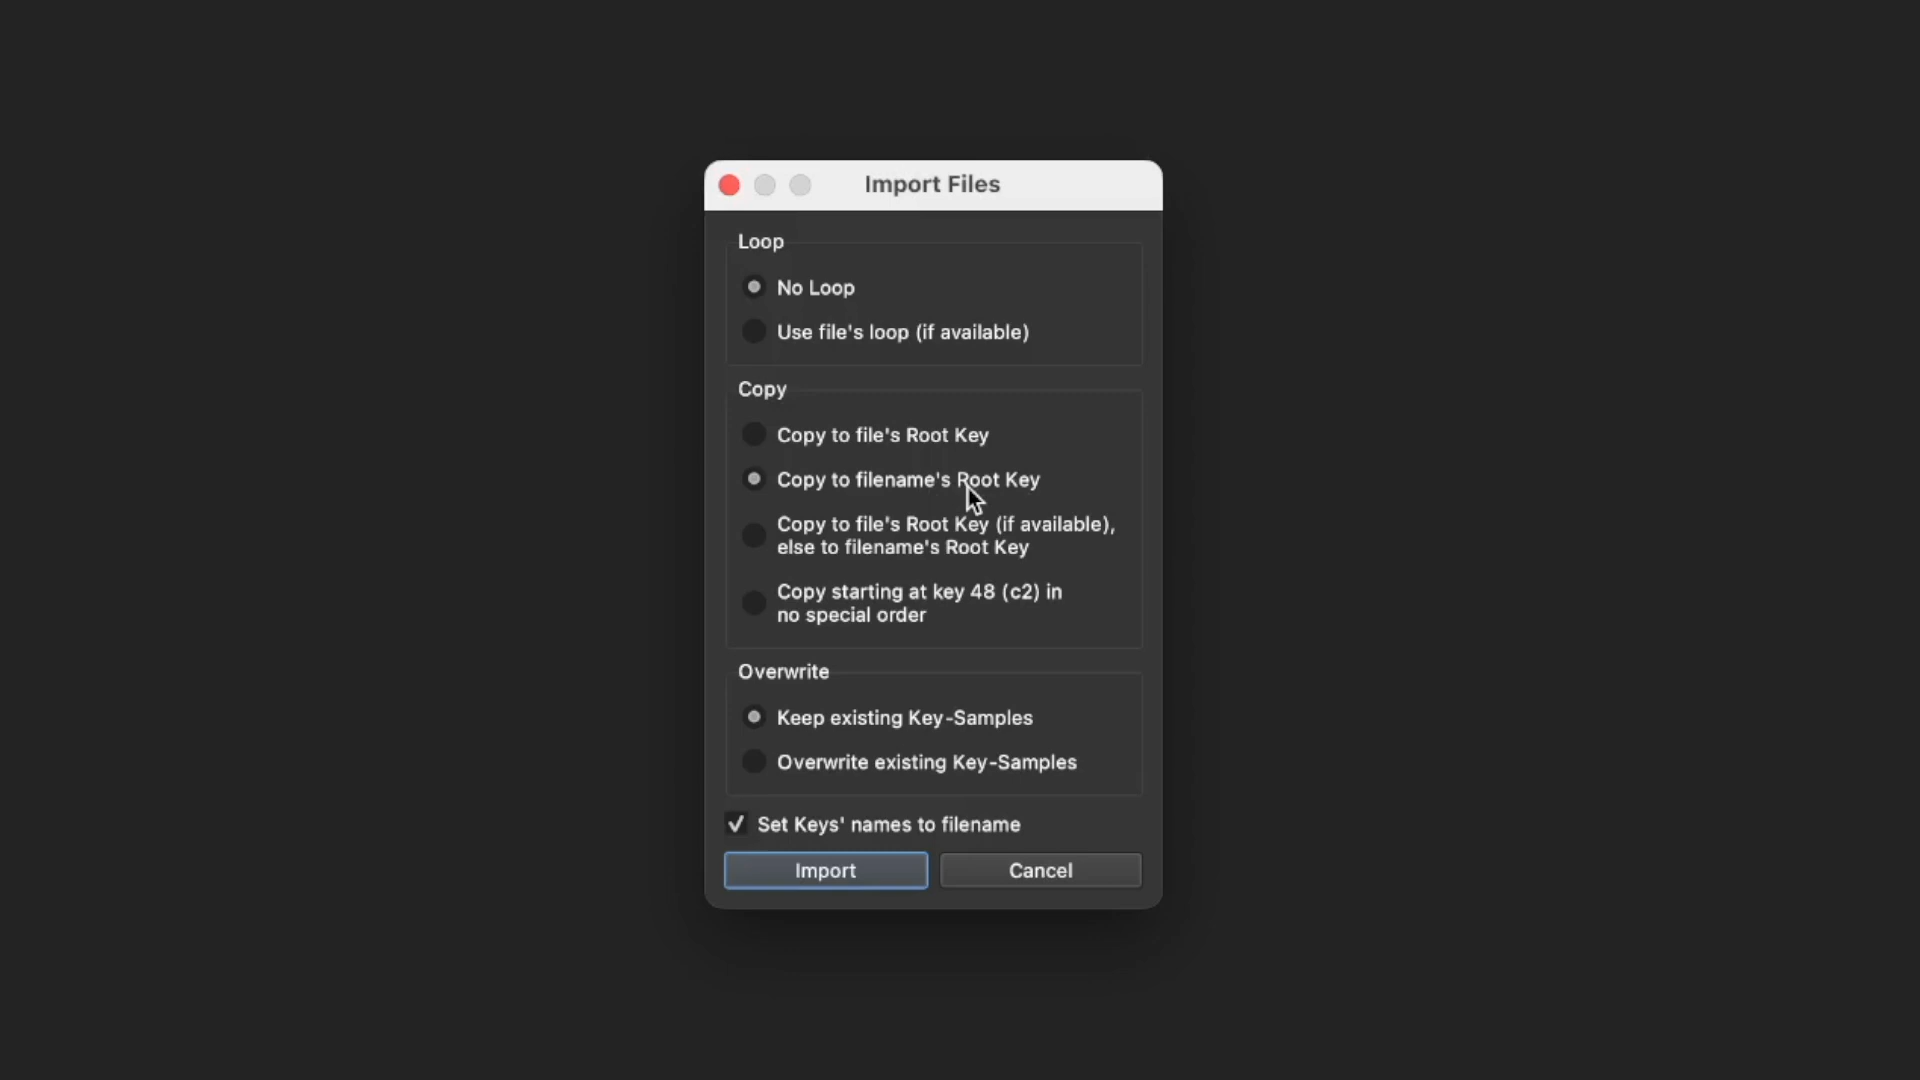 Import Files
Loop
No Loop
Use file's loop (if available)
Copy
Copy to file's Root Key
Copy to filename's Root Key
Copy to file's Root Key (if available),
else to filename's Root Key
Copy starting at key 48 (c2) in
no special order
Overwrite
Keep existing Key-Samples
Overwrite existing Key-Samples
Set Keys' names to filename
Import
Cancel